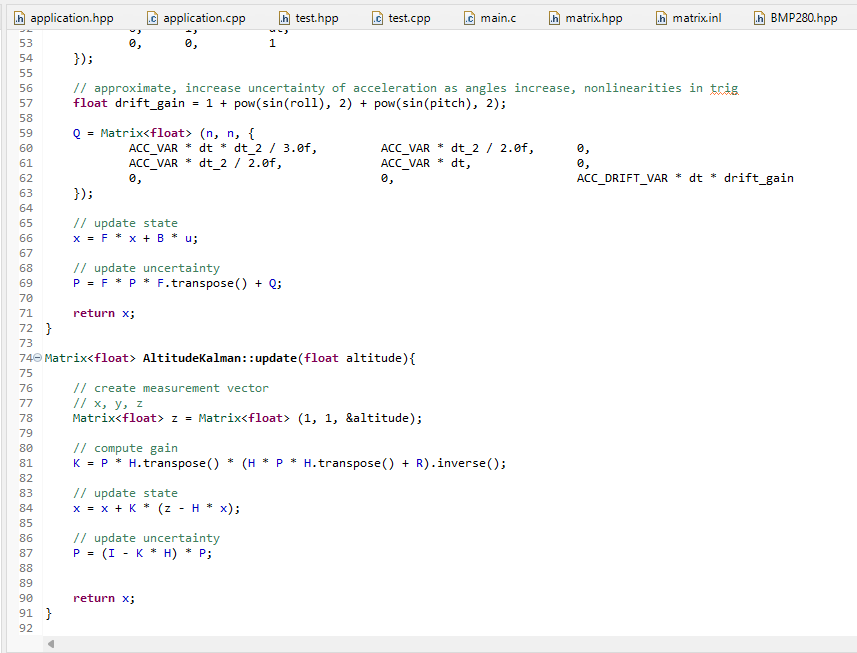 application.hpp application.cpp test.hpp test.cpp main.c matrix.hpp matrix.inl BMP280.hpp
53 0, 0, 1
54 });
55
56 // approximate, increase uncertainty of acceleration as angles increase, nonlinearities in trig
57 float drift_gain = 1 + pow(sin(roll), 2) + pow(sin(pitch), 2);
58
59 Q = Matrix<float> (n, n, {
60 ACC_VAR * dt * dt_2 / 3.0f, ACC_VAR * dt_2 / 2.0f, 0,
61 ACC_VAR * dt_2 / 2.0f, ACC_VAR * dt, 0,
62 0, 0, ACC_DRIFT_VAR * dt * drift_gain
63 });
64
65 // update state
66 x = F * x + B * u;
67
68 // update uncertainty
69 P = F * P * F.transpose() + Q;
70
71 return x;
72 }
73
74 Matrix<float> AltitudeKalman::update(float altitude){
75
76 // create measurement vector
77 // x, y, z
78 Matrix<float> z = Matrix<float> (1, 1, &altitude);
79
80 // compute gain
81 K = P * H.transpose() * (H * P * H.transpose() + R).inverse();
82
83 // update state
84 x = x + K * (z - H * x);
85
86 // update uncertainty
87 P = (I - K * H) * P;
88
89
90 return x;
91 }
92